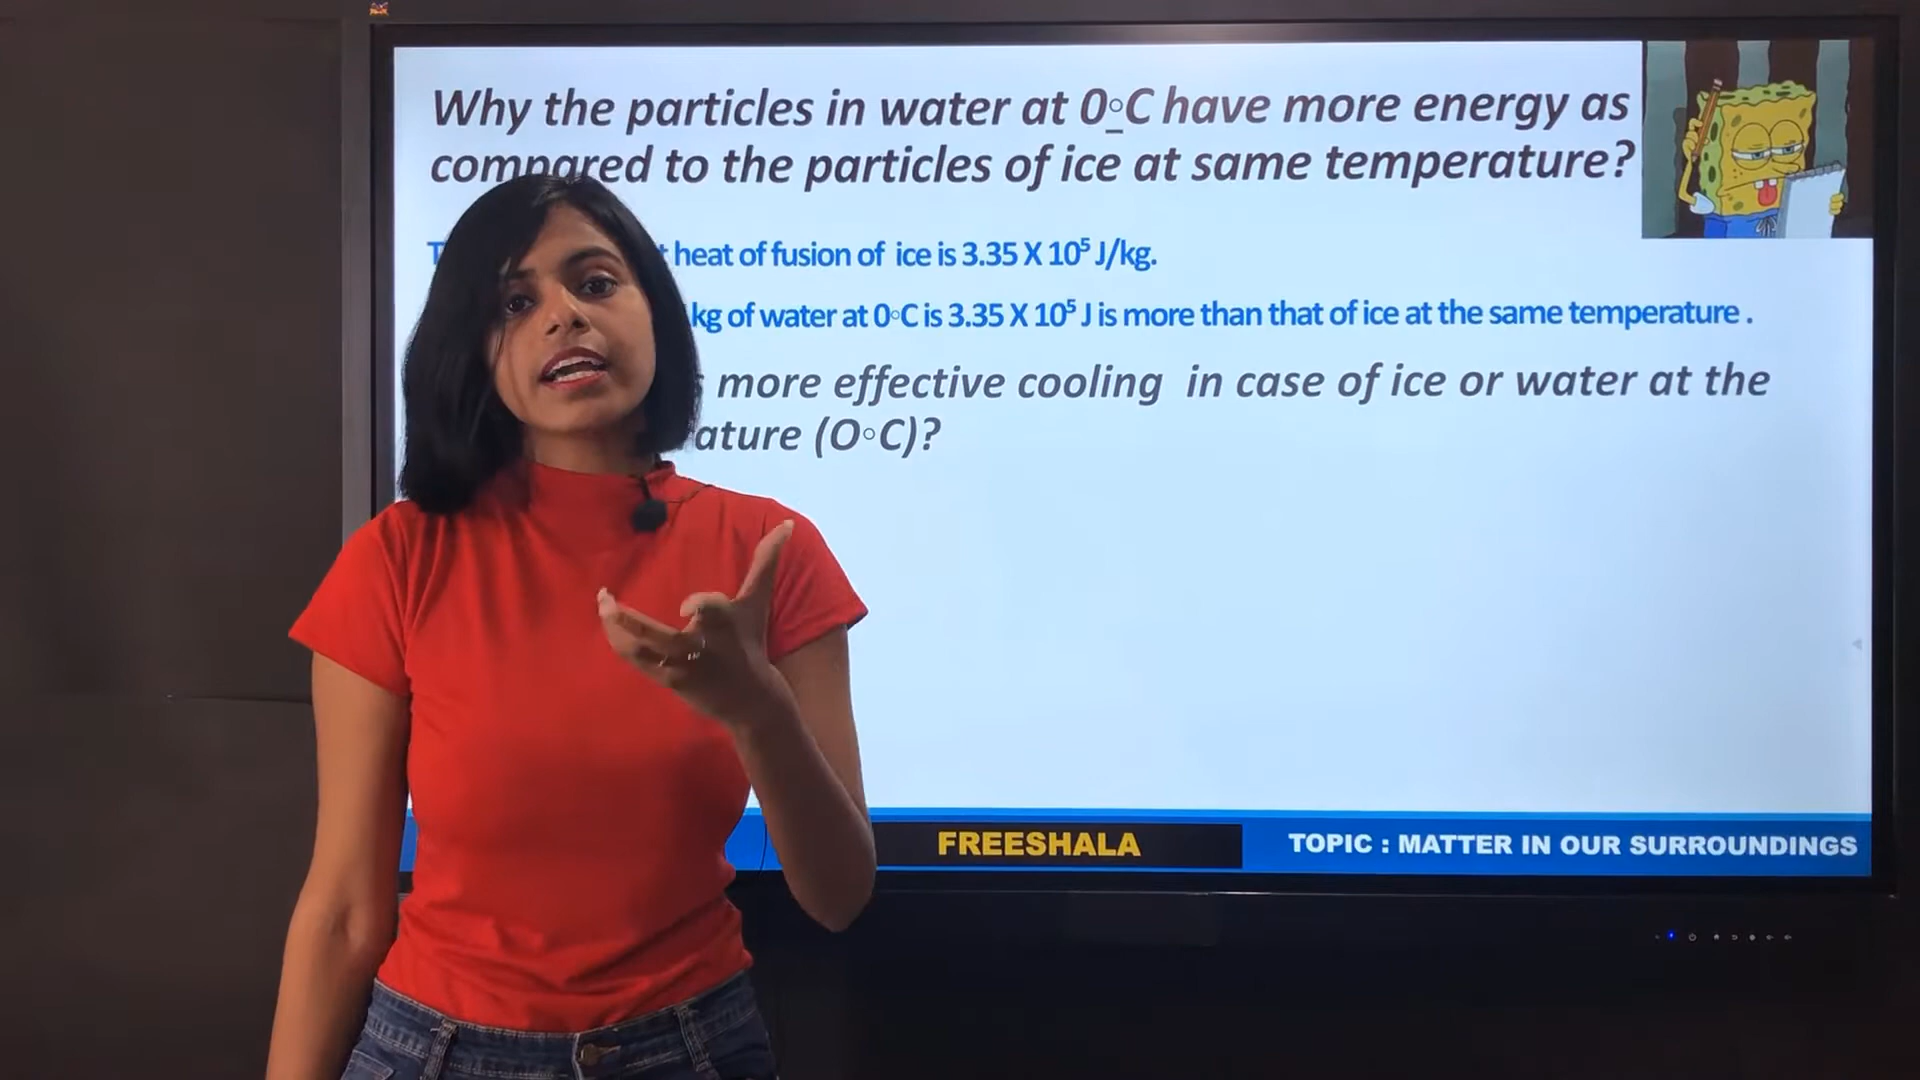 Why the particles in water at 0°C have more energy as
compared to the particles of ice at same temperature?
heat of fusion of ice is 3.35 X 10⁵ J/kg.
kg of water at 0°C is 3.35 X 10⁵ J is more than that of ice at the same temperature .
more effective cooling in case of ice or water at the
ature (O°C)?
FREESHALA
TOPIC : MATTER IN OUR SURROUNDINGS